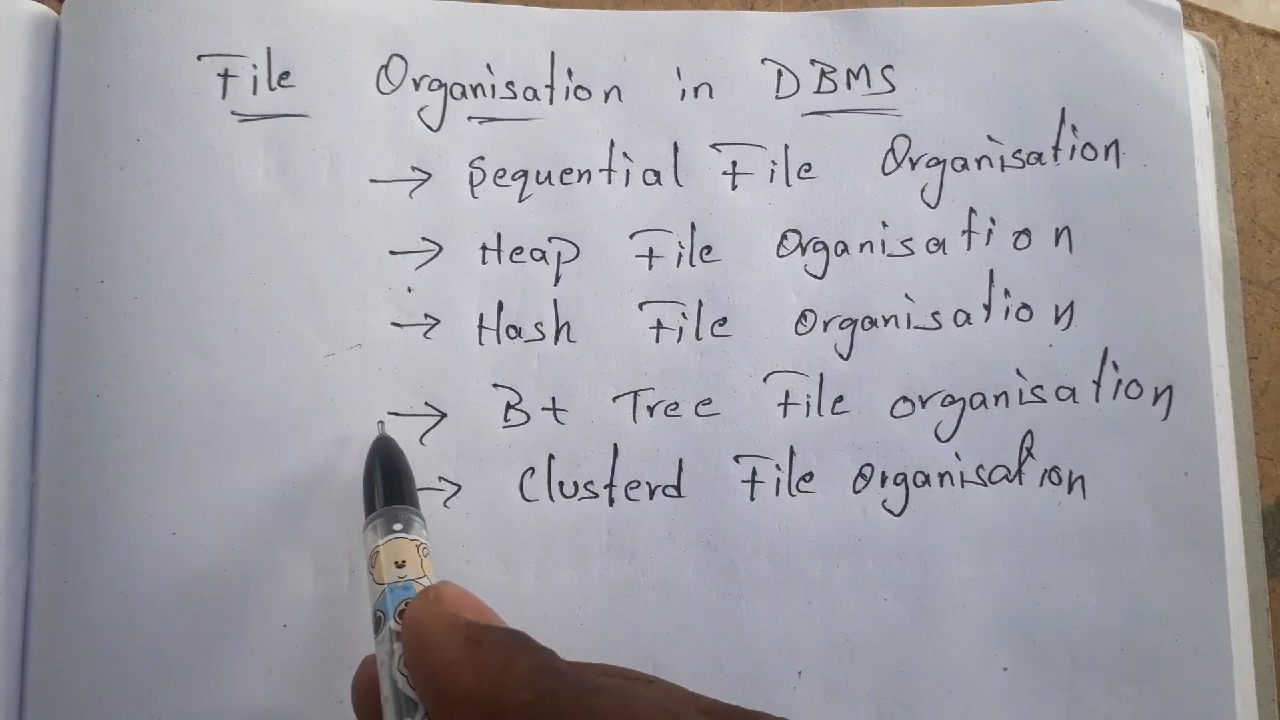 File Organisation in DBMS
→ Sequential File Organisation
→ Heap File Organisation
→ Hash File Organisation
→ B+ Tree File organisation
→ Clusterd File Organisation